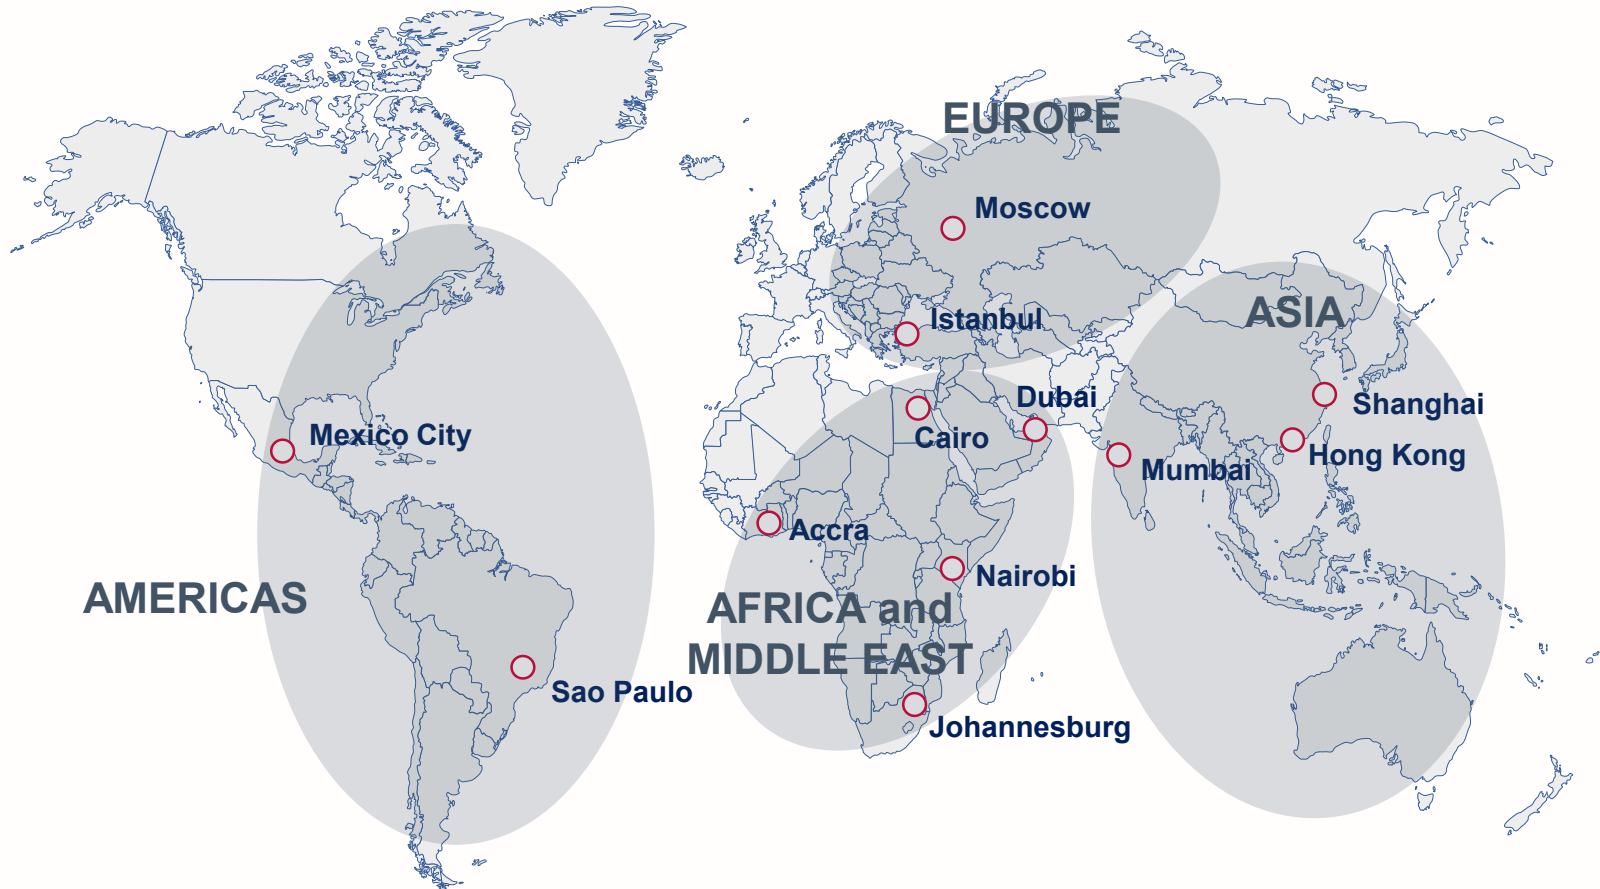 EUROPE
Moscow
ASIA
Istanbul
Dubai
Shanghai
Mexico City
Cairo
Hong Kong
Mumbai
Accra
Nairobi
AMERICAS
AFRICA and
MIDDLE EAST
Sao Paulo
Johannesburg